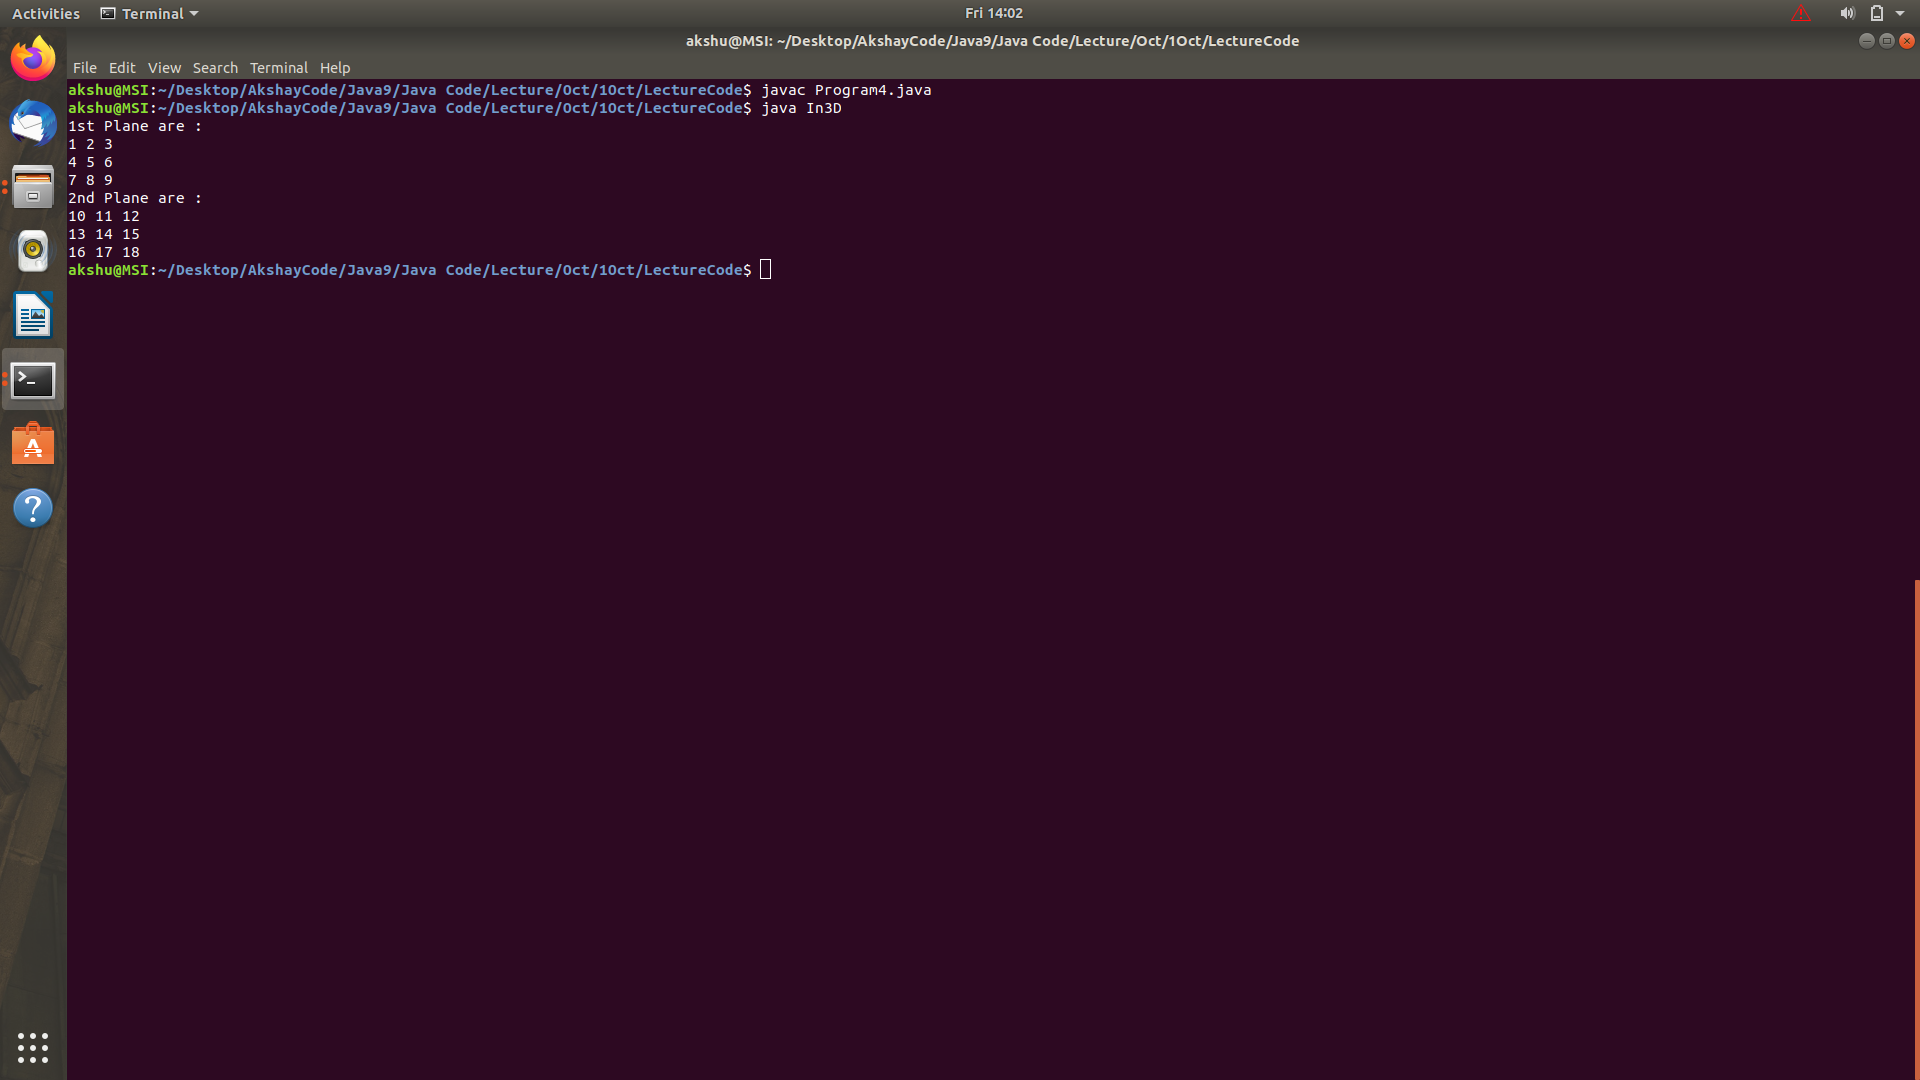 Activities Terminal Fri 14:02
akshu@MSI: ~/Desktop/AkshayCode/Java9/Java Code/Lecture/Oct/1Oct/LectureCode
File Edit View Search Terminal Help
akshu@MSI:~/Desktop/AkshayCode/Java9/Java Code/Lecture/Oct/1Oct/LectureCode$ javac Program4.java
akshu@MSI:~/Desktop/AkshayCode/Java9/Java Code/Lecture/Oct/1Oct/LectureCode$ java In3D
1st Plane are :
1 2 3
4 5 6
7 8 9
2nd Plane are :
10 11 12
13 14 15
16 17 18
akshu@MSI:~/Desktop/AkshayCode/Java9/Java Code/Lecture/Oct/1Oct/LectureCode$